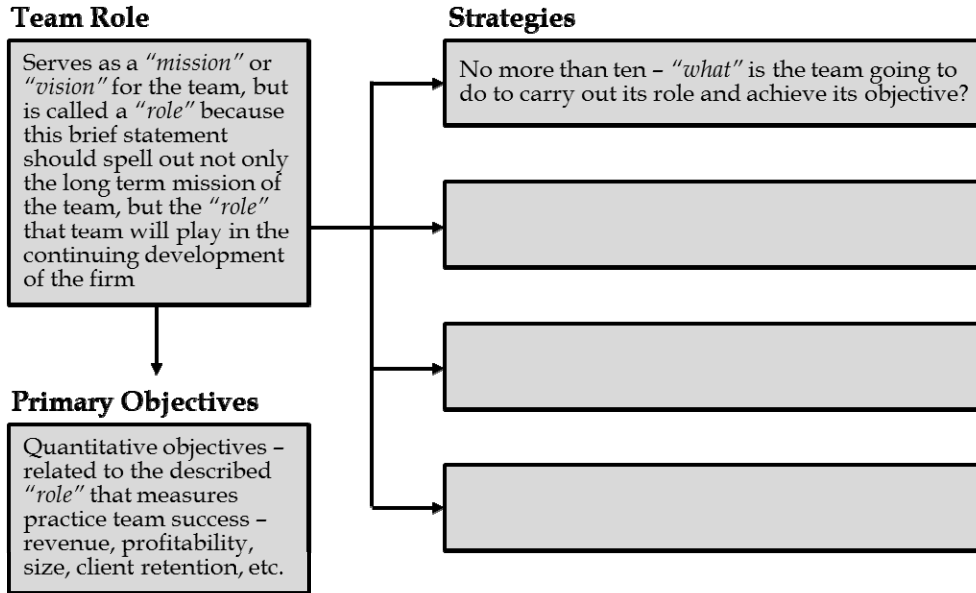 Team Role
Serves as a “mission” or
“vision” for the team, but
is called a “role” because
this brief statement
should spell out not only
the long term mission of
the team, but the “role”
that team will play in the
continuing development
of the firm
Primary Objectives
Quantitative objectives –
related to the described
“role” that measures
practice team success –
revenue, profitability,
size, client retention, etc.
Strategies
No more than ten – “what” is the team going to
do to carry out its role and achieve its objective?